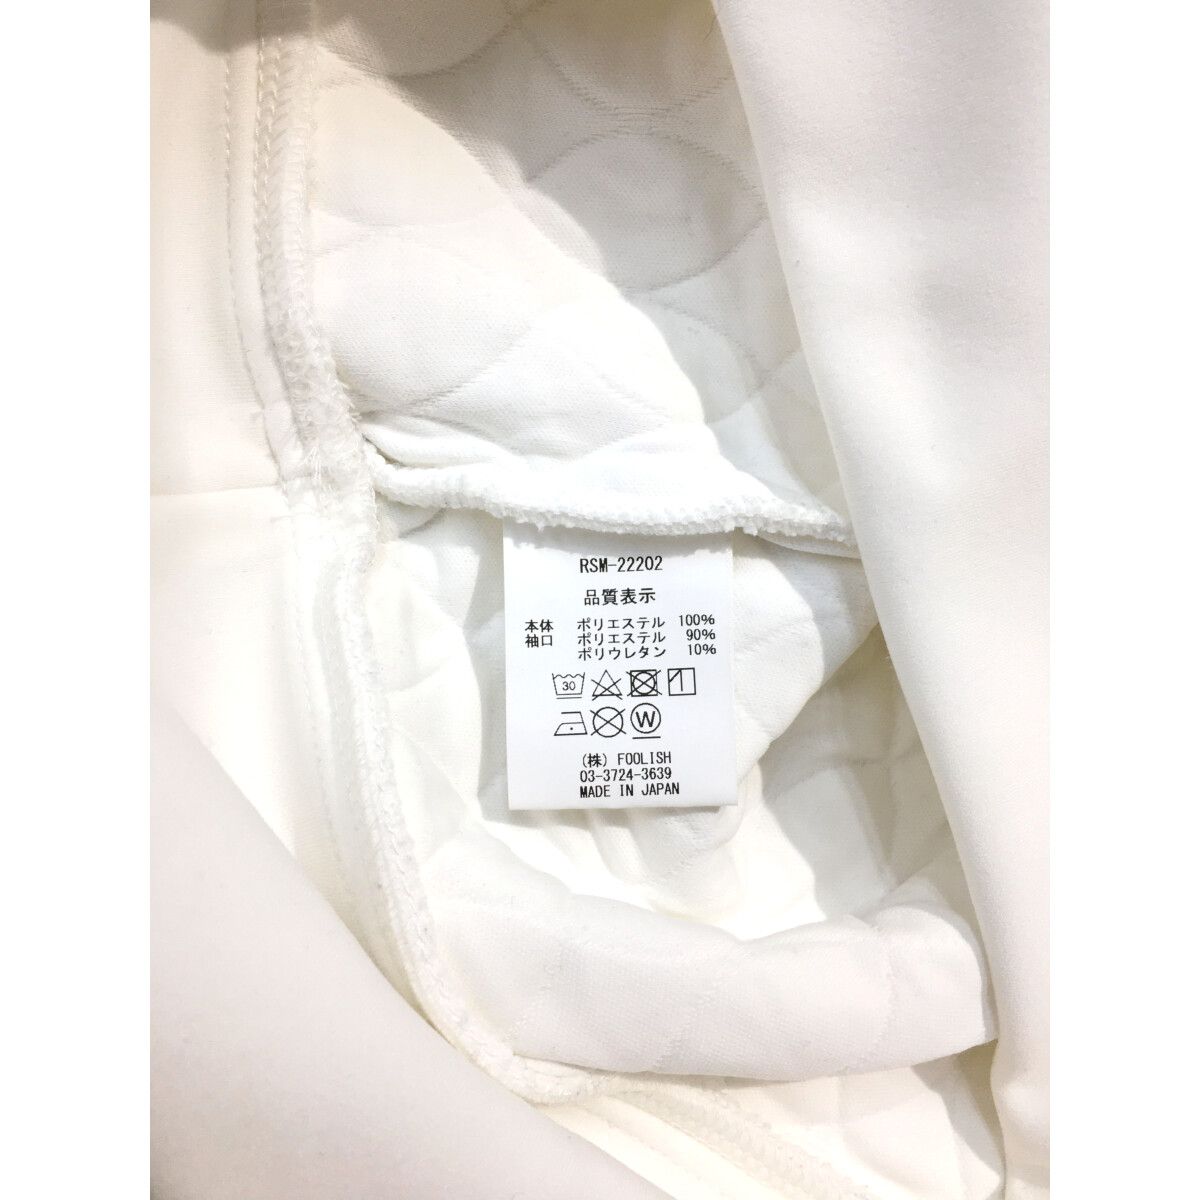 RSM-22202
品質表示
本体 ポリエステル 100%
袖口 ポリエステル 90%
ポリウレタン 10%
30
W
(株) FOOLISH
03-3724-3639
MADE IN JAPAN